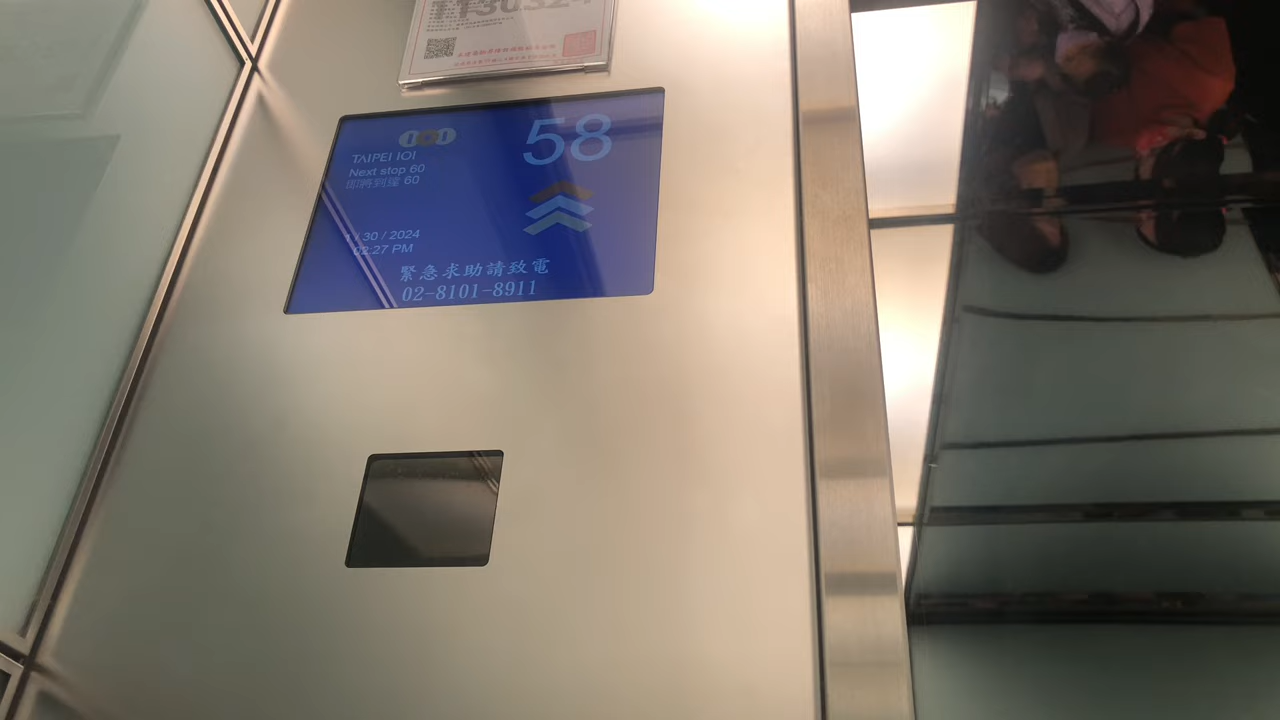 58
TAIPEI 101
Next stop 60
即將到達 60
/ 30 / 2024
02:27 PM
緊急求助請致電
02-8101-8911